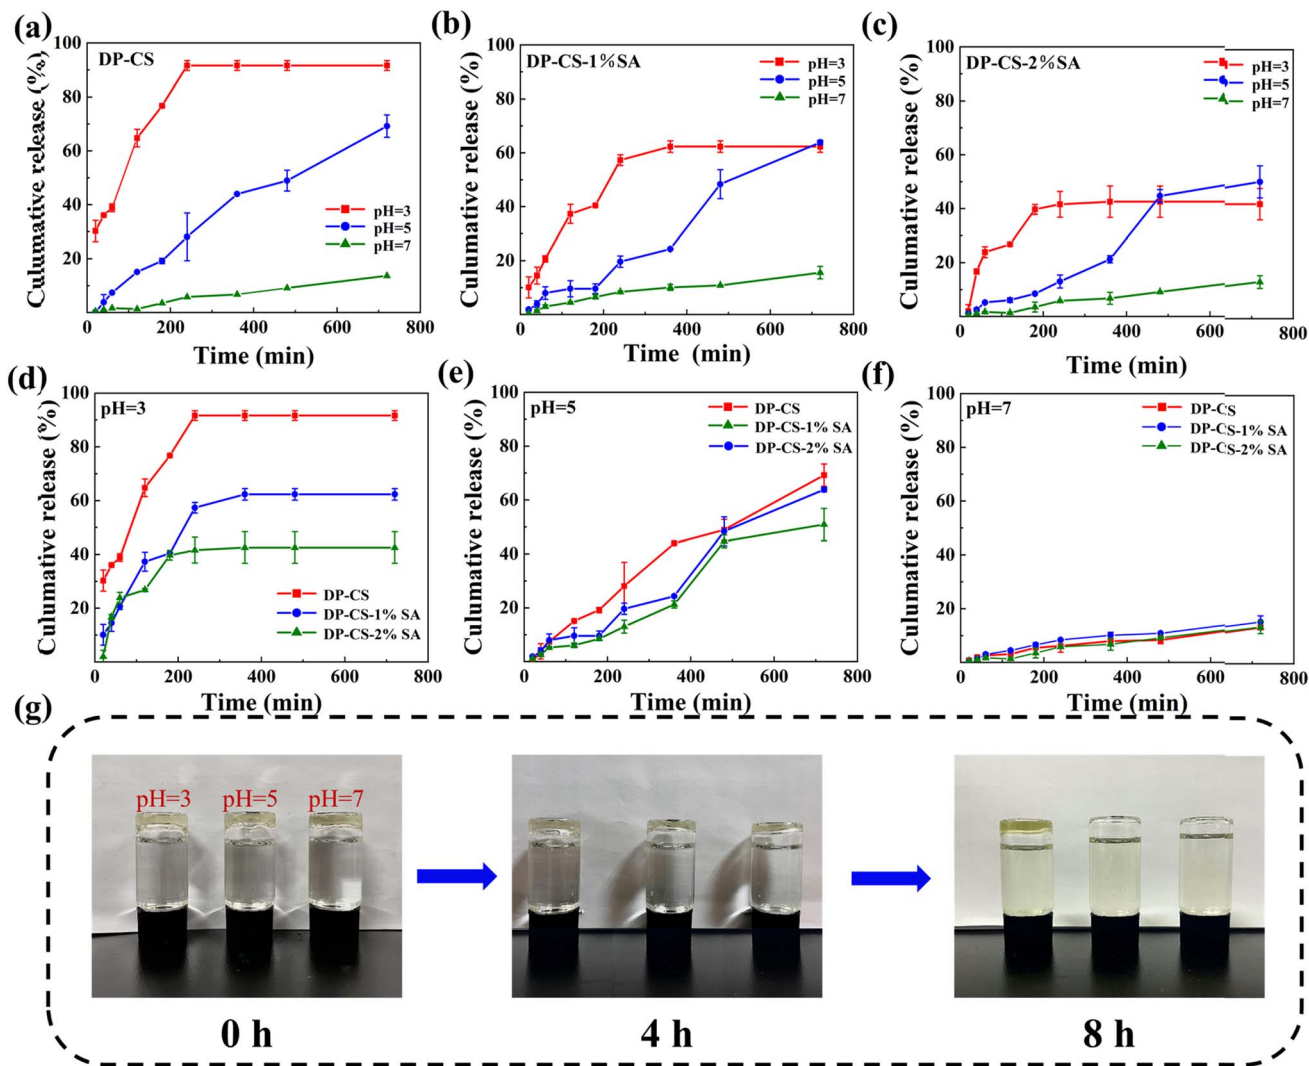 (a)
DP-CS
Culumative release (%)
100
80
60
40
20
0
200
400
600
800
Time (min)
pH=3
pH=5
pH=7
(b)
DP-CS-1%SA
Culumative release (%)
100
80
60
40
20
0
200
400
600
800
Time (min)
pH=3
pH=5
pH=7
(c)
DP-CS-2%SA
Culumative release (%)
100
80
60
40
20
0
200
400
600
800
Time (min)
pH=3
pH=5
pH=7
(d)
pH=3
Culumative release (%)
100
80
60
40
20
0
200
400
600
800
Time (min)
DP-CS
DP-CS-1% SA
DP-CS-2% SA
(e)
pH=5
Culumative release (%)
100
80
60
40
20
0
200
400
600
800
Time (min)
DP-CS
DP-CS-1% SA
DP-CS-2% SA
(f)
pH=7
Culumative release (%)
100
80
60
40
20
0
200
400
600
800
Time (min)
DP-CS
DP-CS-1% SA
DP-CS-2% SA
(g)
pH=3 pH=5 pH=7
0 h
4 h
8 h